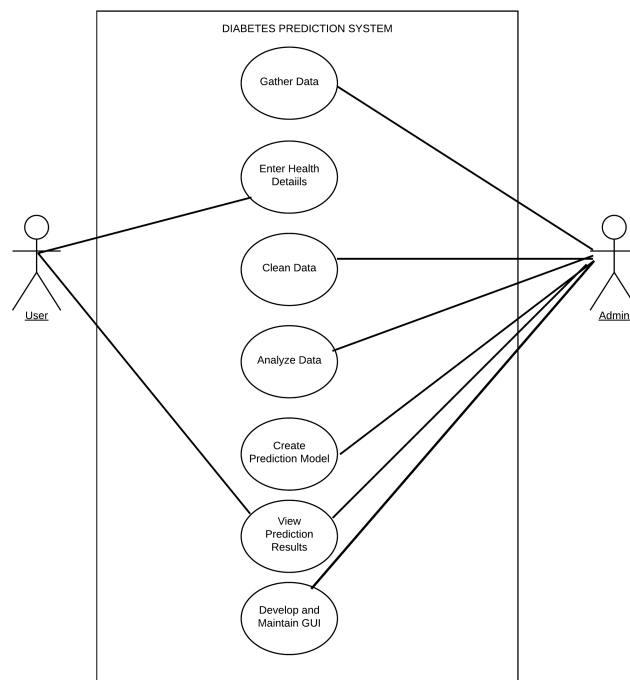 DIABETES PREDICTION SYSTEM
Gather Data
Enter Health
Detaiils
Clean Data
User
Admin
Analyze Data
Create
Prediction Model
View
Prediction
Results
Develop and
Maintain GUI